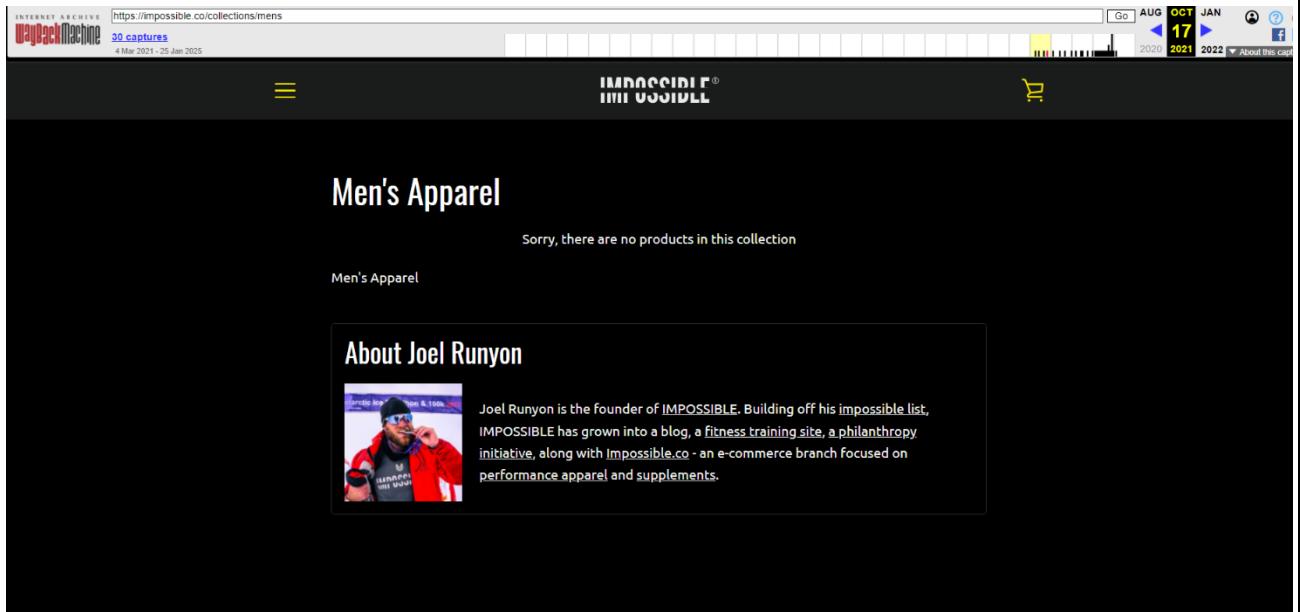 INTERNET ARCHIVE
WayBackMachine
https://impossible.co/collections/mens
Go
30 captures
4 Mar 2021 - 25 Jan 2025
AUG OCT JAN
17
2020 2021 2022
About this capt
IMPOSSIBLE®
Men's Apparel
Sorry, there are no products in this collection
Men's Apparel
About Joel Runyon
Joel Runyon is the founder of IMPOSSIBLE. Building off his impossible list,
IMPOSSIBLE has grown into a blog, a fitness training site, a philanthropy
initiative, along with Impossible.co - an e-commerce branch focused on
performance apparel and supplements.